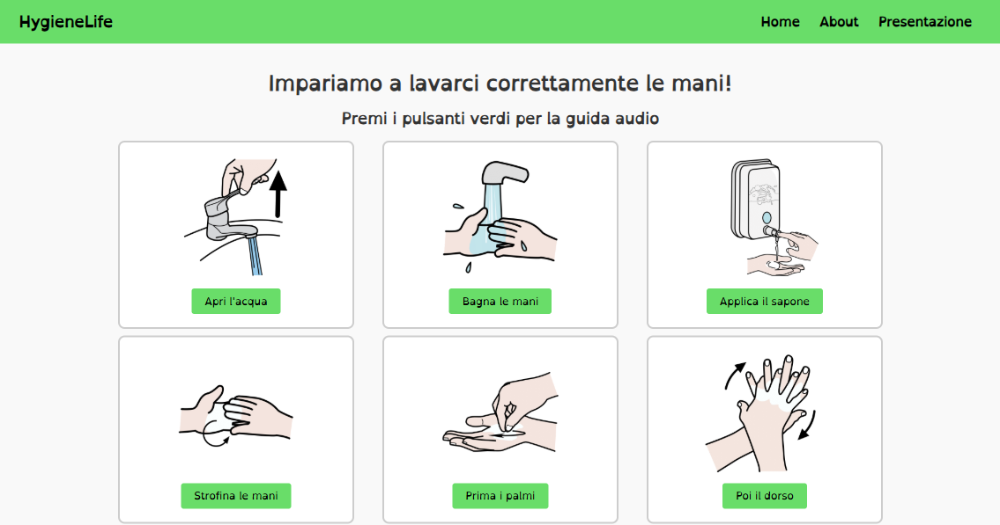 HygieneLife
Home About Presentazione
Impariamo a lavarci correttamente le mani!
Premi i pulsanti verdi per la guida audio
Apri l'acqua
Bagna le mani
Applica il sapone
Strofina le mani
Prima i palmi
Poi il dorso